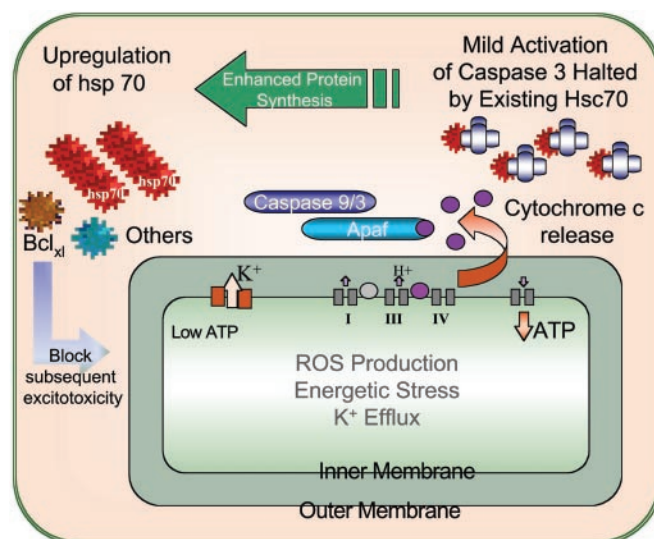 Upregulation
of hsp 70
Enhanced Protein
Synthesis
Mild Activation
of Caspase 3 Halted
by Existing Hsc70
hsp70
hsp70
Bcl xl
Others
Caspase 9/3
Apaf
Cytochrome c
release
K+
H+
I
III
IV
Low ATP
ATP
Block
subsequent
excitotoxicity
ROS Production
Energetic Stress
K+ Efflux
Inner Membrane
Outer Membrane